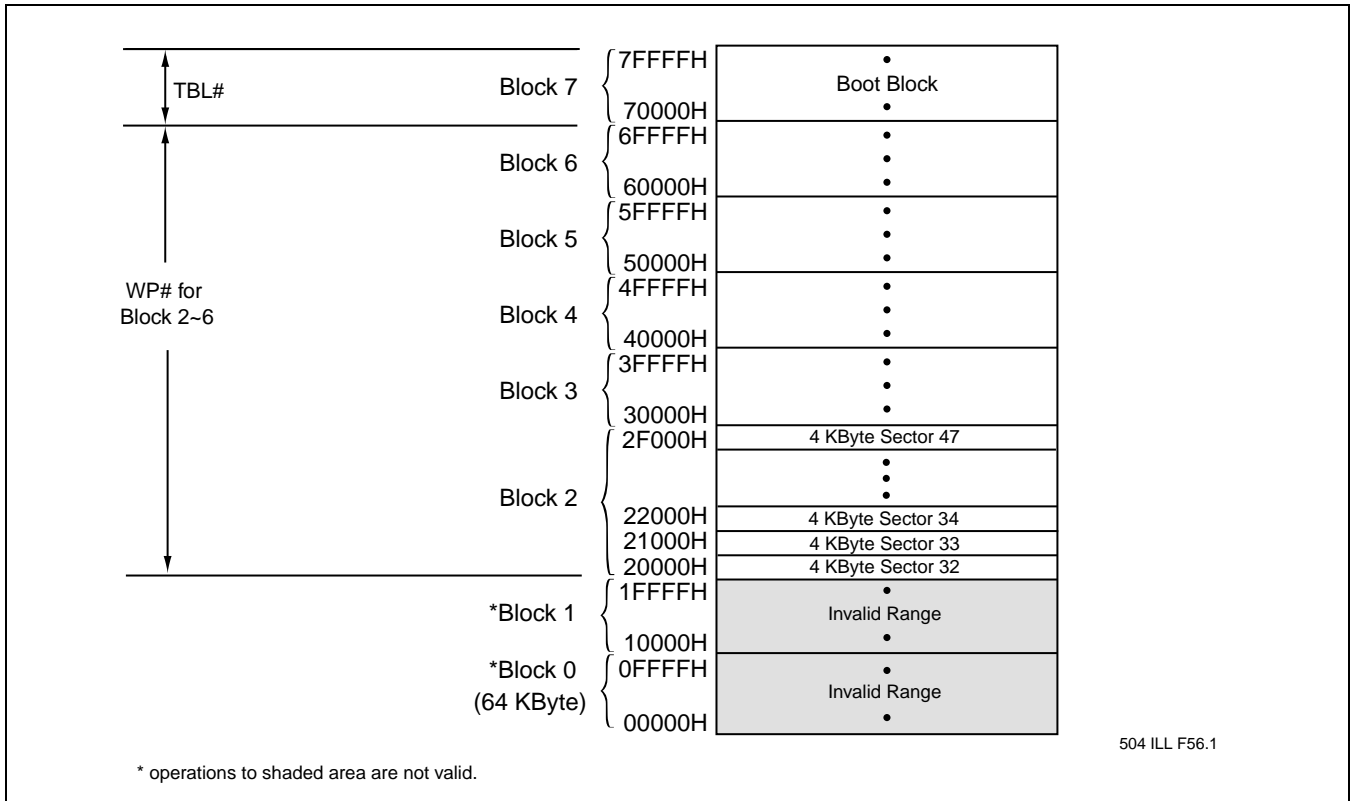 TBL#
Block 7
7FFFFH
Boot Block
70000H
6FFFFH
Block 6
60000H
5FFFFH
Block 5
50000H
4FFFFH
WP# for
Block 2~6
Block 4
40000H
3FFFFH
Block 3
30000H
2F000H
4 KByte Sector 47
Block 2
22000H
4 KByte Sector 34
21000H
4 KByte Sector 33
20000H
4 KByte Sector 32
1FFFFH
*Block 1
Invalid Range
10000H
*Block 0
(64 KByte)
0FFFFH
Invalid Range
00000H
504 ILL F56.1
* operations to shaded area are not valid.